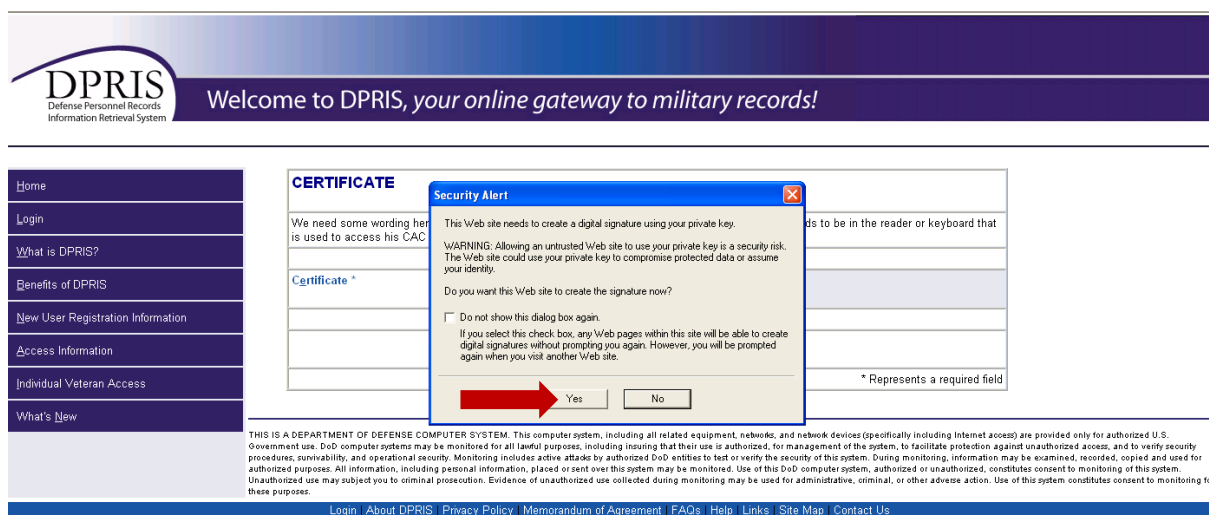 DPRIS
Defense Personnel Records
Information Retrieval System
Welcome to DPRIS, your online gateway to military records!
Home
Login
What is DPRIS?
Benefits of DPRIS
New User Registration Information
Access Information
Individual Veteran Access
What's New
CERTIFICATE
We need some wording her
ds to be in the reader or keyboard that
is used to access his CAC
Certificate *
* Represents a required field
Security Alert
This Web site needs to create a digital signature using your private key.
WARNING: Allowing an untrusted Web site to use your private key is a security risk.
The Web site could use your private key to compromise protected data or assume
your identity.
Do you want this Web site to create the signature now?
Do not show this dialog box again.
If you select this check box, any Web pages within this site will be able to create
digital signatures without prompting you again. However, you will be prompted
again when you visit another Web site.
Yes
No
THIS IS A DEPARTMENT OF DEFENSE COMPUTER SYSTEM. This computer system, including all related equipment, networks, and network devices (specifically including Internet access) are provided only for authorized U.S.
Government use. DoD computer systems may be monitored for all lawful purposes, including insuring that their use is authorized, for management of the system, to facilitate protection against unauthorized access, and to verify security
procedures, survivability, and operational security. Monitoring includes active attacks by authorized DoD entities to test or verify the security of this system. During monitoring, information may be examined, recorded, copied and used for
authorized purposes. All information, including personal information, placed or sent over this system may be monitored. Use of this DoD computer system, authorized or unauthorized, constitutes consent to monitoring of this system.
Unauthorized use may subject you to criminal prosecution. Evidence of unauthorized use collected during monitoring may be used for administrative, criminal, or other adverse action. Use of this system constitutes consent to monitoring fo
these purposes.
Login | About DPRIS | Privacy Policy | Memorandum of Agreement | FAQs | Help | Links | Site Map | Contact Us